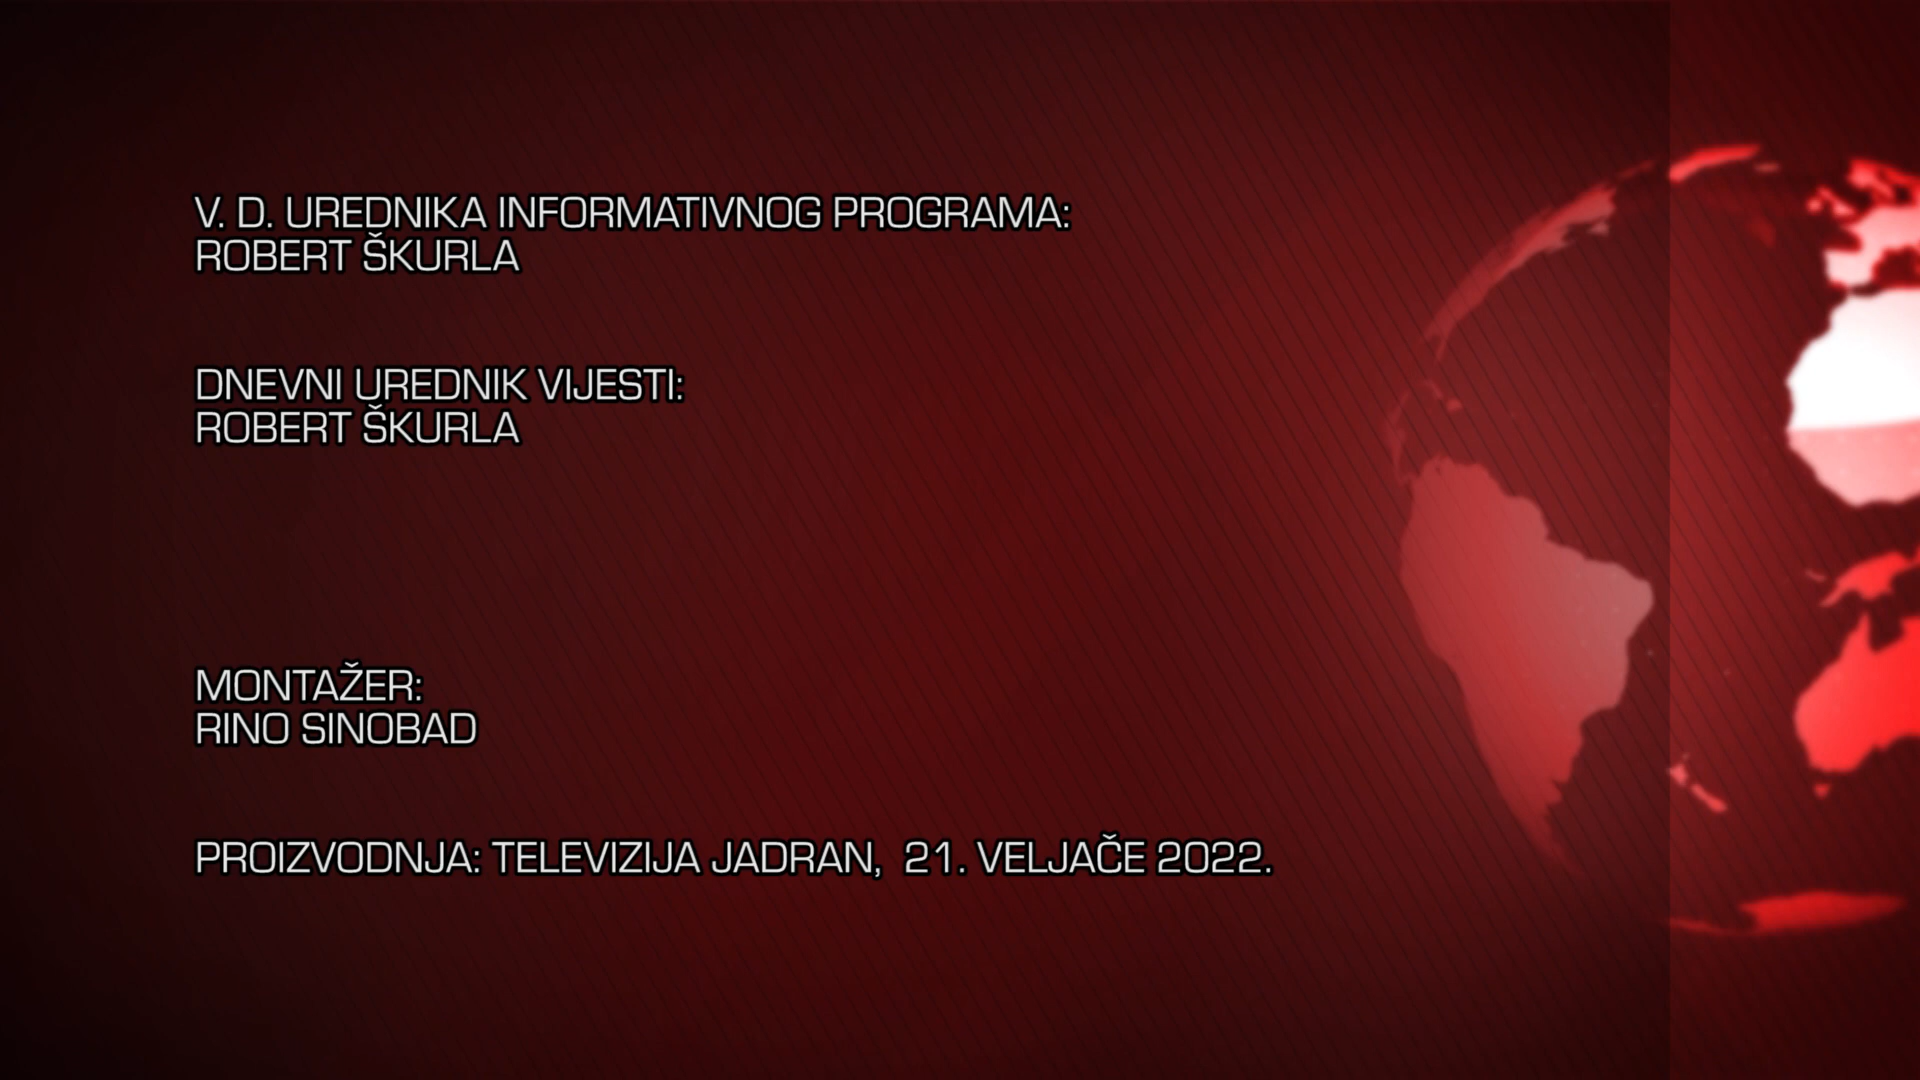 V. D. UREDNIKA INFORMATIVNOG PROGRAMA:
ROBERT ŠKURLA
DNEVNI UREDNIK VIJESTI:
ROBERT ŠKURLA
MONTAŽER:
RINO SINOBAD
PROIZVODNJA: TELEVIZIJA JADRAN, 21. VELJAČE 2022.